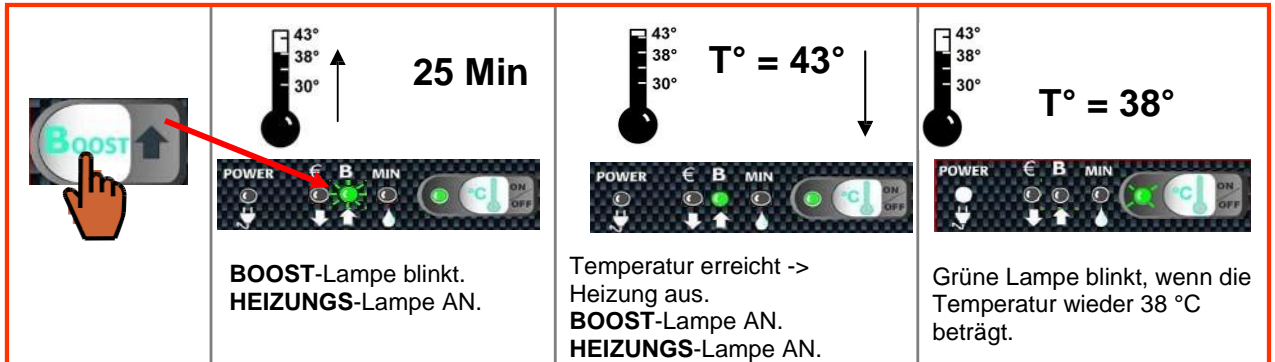 BOOST
43°
38°
30°
25 Min
POWER € B MIN
°C ON
OFF
BOOST-Lampe blinkt.
HEIZUNGS-Lampe AN.
43°
38°
30°
T° = 43°
POWER € B MIN
°C ON
OFF
Temperatur erreicht ->
Heizung aus.
BOOST-Lampe AN.
HEIZUNGS-Lampe AN.
43°
38°
30°
T° = 38°
POWER € B MIN
°C ON
OFF
Grüne Lampe blinkt, wenn die
Temperatur wieder 38 °C
beträgt.